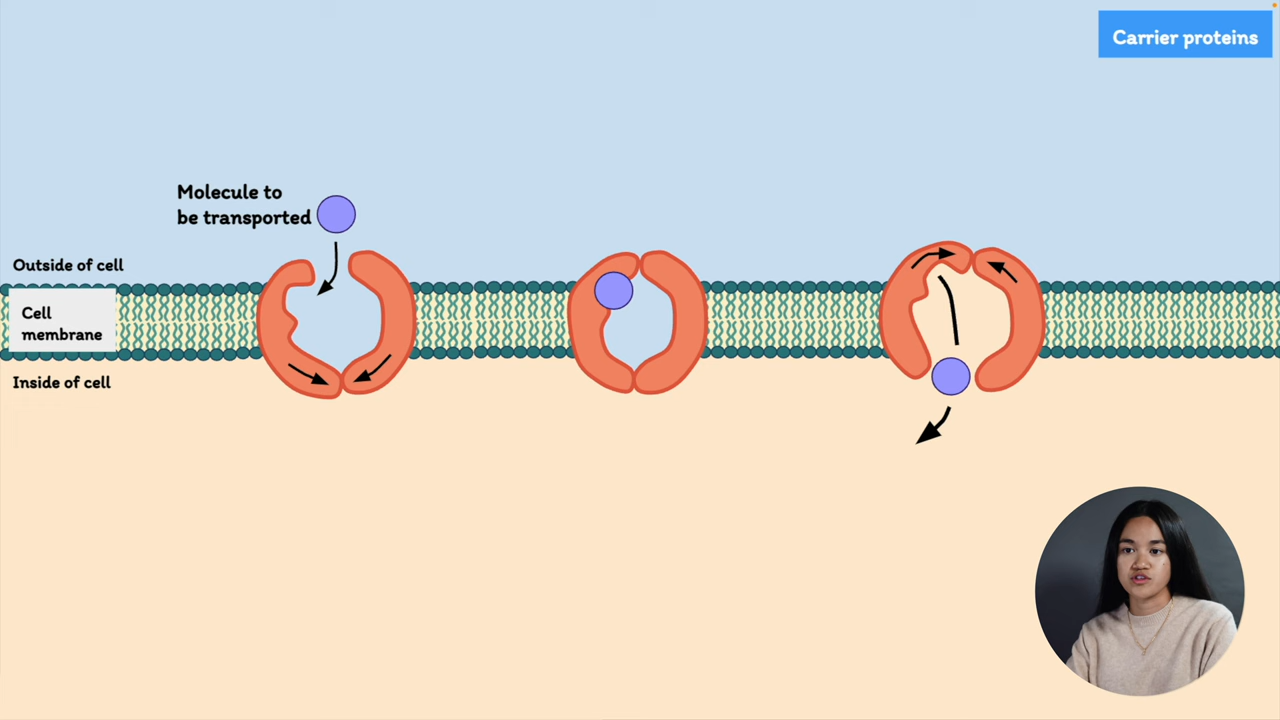 Carrier proteins
Molecule to
be transported
Outside of cell
Cell
membrane
Inside of cell